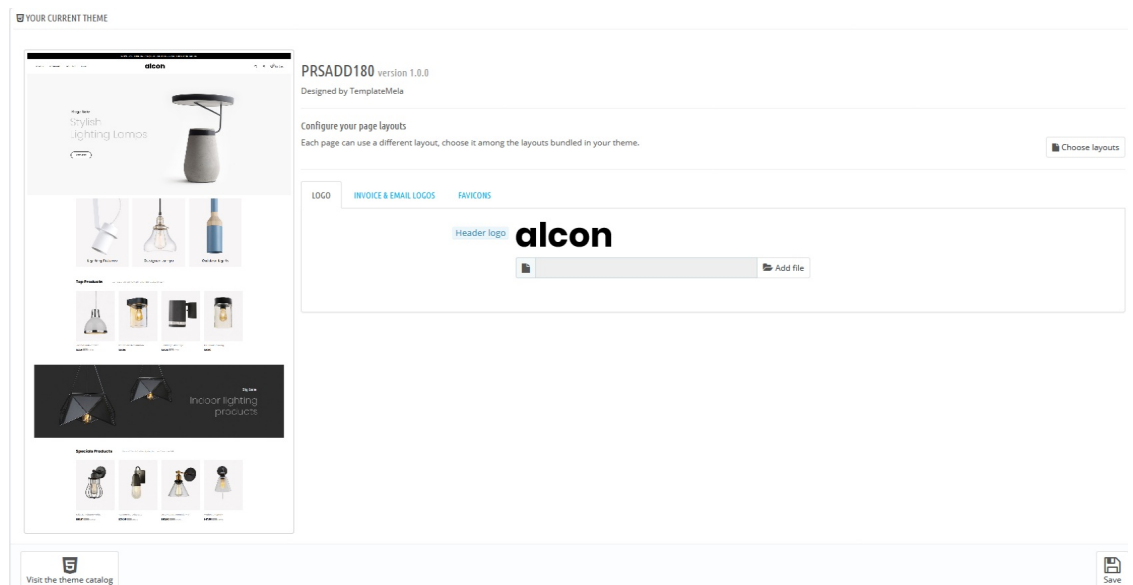 YOUR CURRENT THEME
alcon
Stylish
Lighting Lamps
Top Products
Indoor lighting
products
Specials Products
PRSADD180 version 1.0.0
Designed by TemplateMela
Configure your page layouts
Each page can use a different layout, choose it among the layouts bundled in your theme.
Choose layouts
LOGO INVOICE & EMAIL LOGOS FAVICONS
Header logo alcon
Add file
Visit the theme catalog
Save